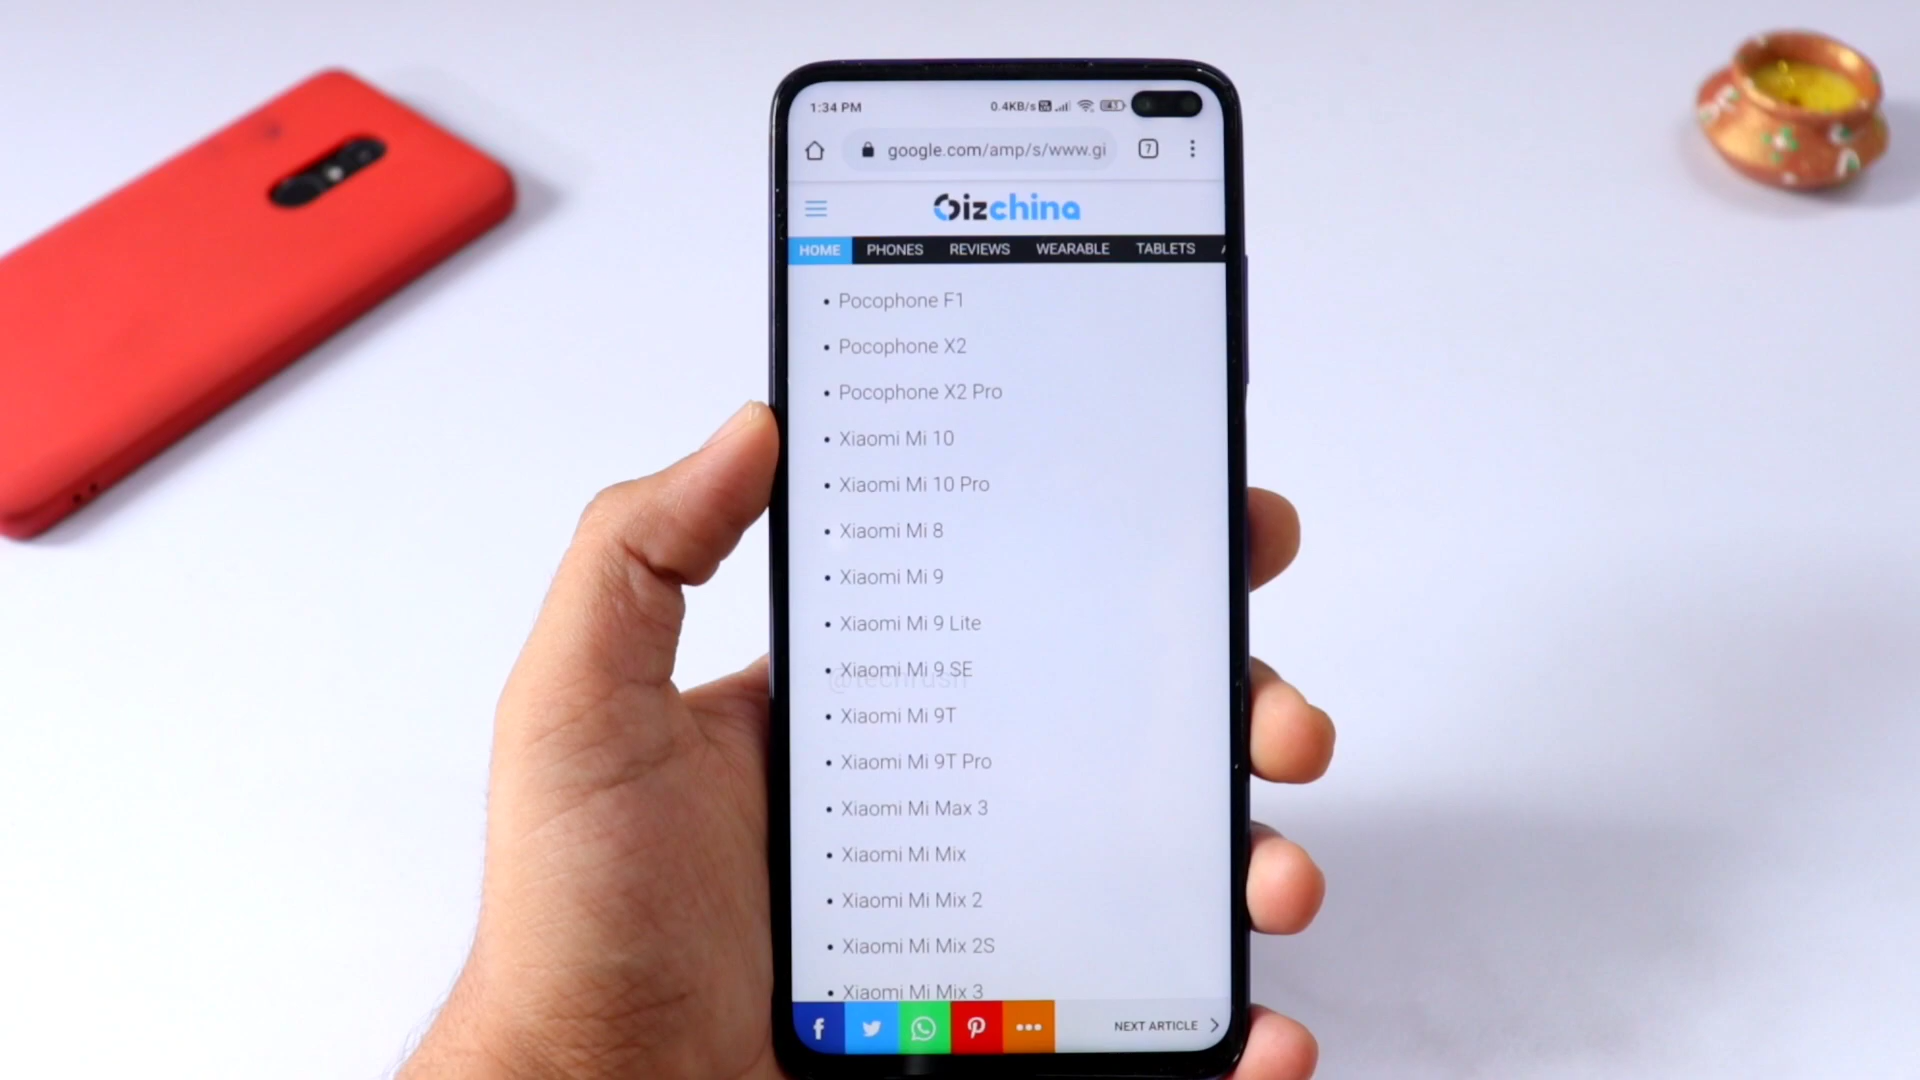 1:34 PM 0.4KB/s
google.com/amp/s/www.gi 7
Gizchina
HOME PHONES REVIEWS WEARABLE TABLETS
• Pocophone F1
• Pocophone X2
• Pocophone X2 Pro
• Xiaomi Mi 10
• Xiaomi Mi 10 Pro
• Xiaomi Mi 8
• Xiaomi Mi 9
• Xiaomi Mi 9 Lite
• Xiaomi Mi 9 SE
@techrush
• Xiaomi Mi 9T
• Xiaomi Mi 9T Pro
• Xiaomi Mi Max 3
• Xiaomi Mi Mix
• Xiaomi Mi Mix 2
• Xiaomi Mi Mix 2S
• Xiaomi Mi Mix 3
NEXT ARTICLE